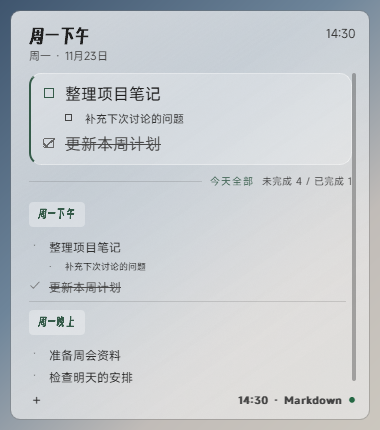 周一下午
14:30
周一 · 11月23日
整理项目笔记
补充下次讨论的问题
更新本周计划
今天全部 未完成 4 / 已完成 1
周一下午
整理项目笔记
补充下次讨论的问题
更新本周计划
周一晚上
准备周会资料
检查明天的安排
+ 14:30 · Markdown